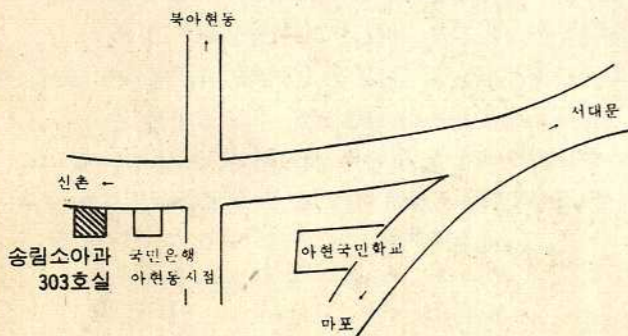 북아현동
↑
서대문
→
신촌 ←
송림소아과
303호실
국민은행
아현동지점
아현국민학교
↙
마포